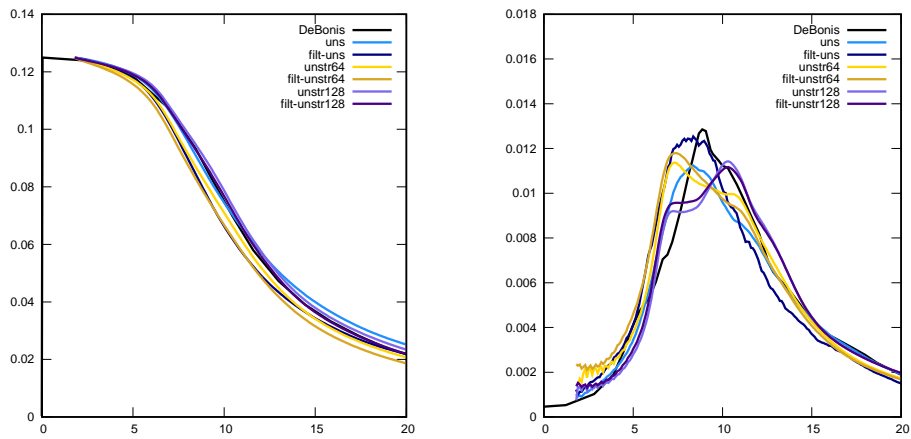 0.14
0.12
0.1
0.08
0.06
0.04
0.02
0
0 5 10 15 20
DeBonis
uns
filt-uns
unstr64
filt-unstr64
unstr128
filt-unstr128
0.018
0.016
0.014
0.012
0.01
0.008
0.006
0.004
0.002
0
0 5 10 15 20
DeBonis
uns
filt-uns
unstr64
filt-unstr64
unstr128
filt-unstr128